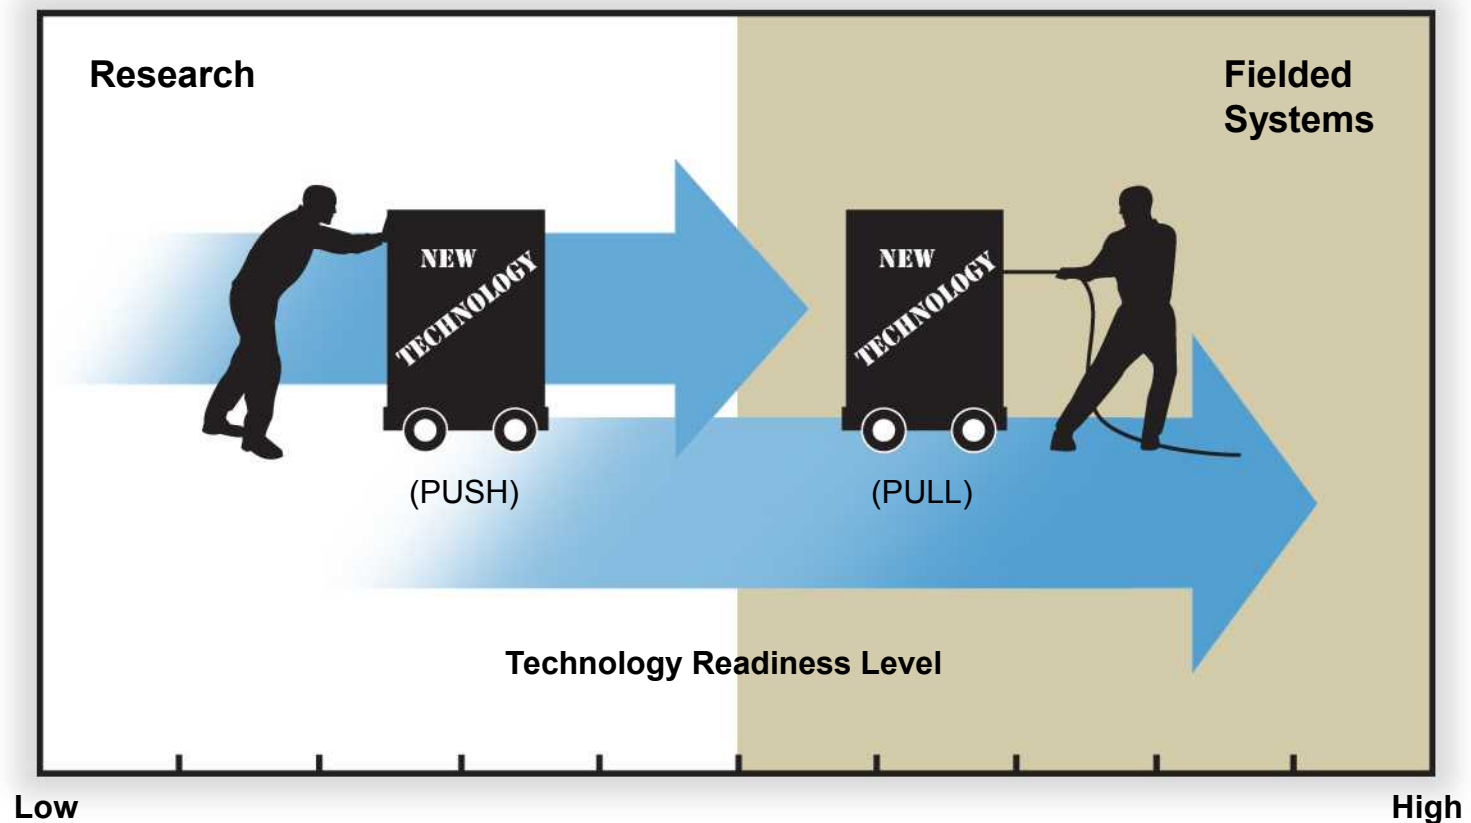 Research
Fielded
Systems
NEW
TECHNOLOGY
NEW
TECHNOLOGY
(PUSH)
(PULL)
Technology Readiness Level
Low
High